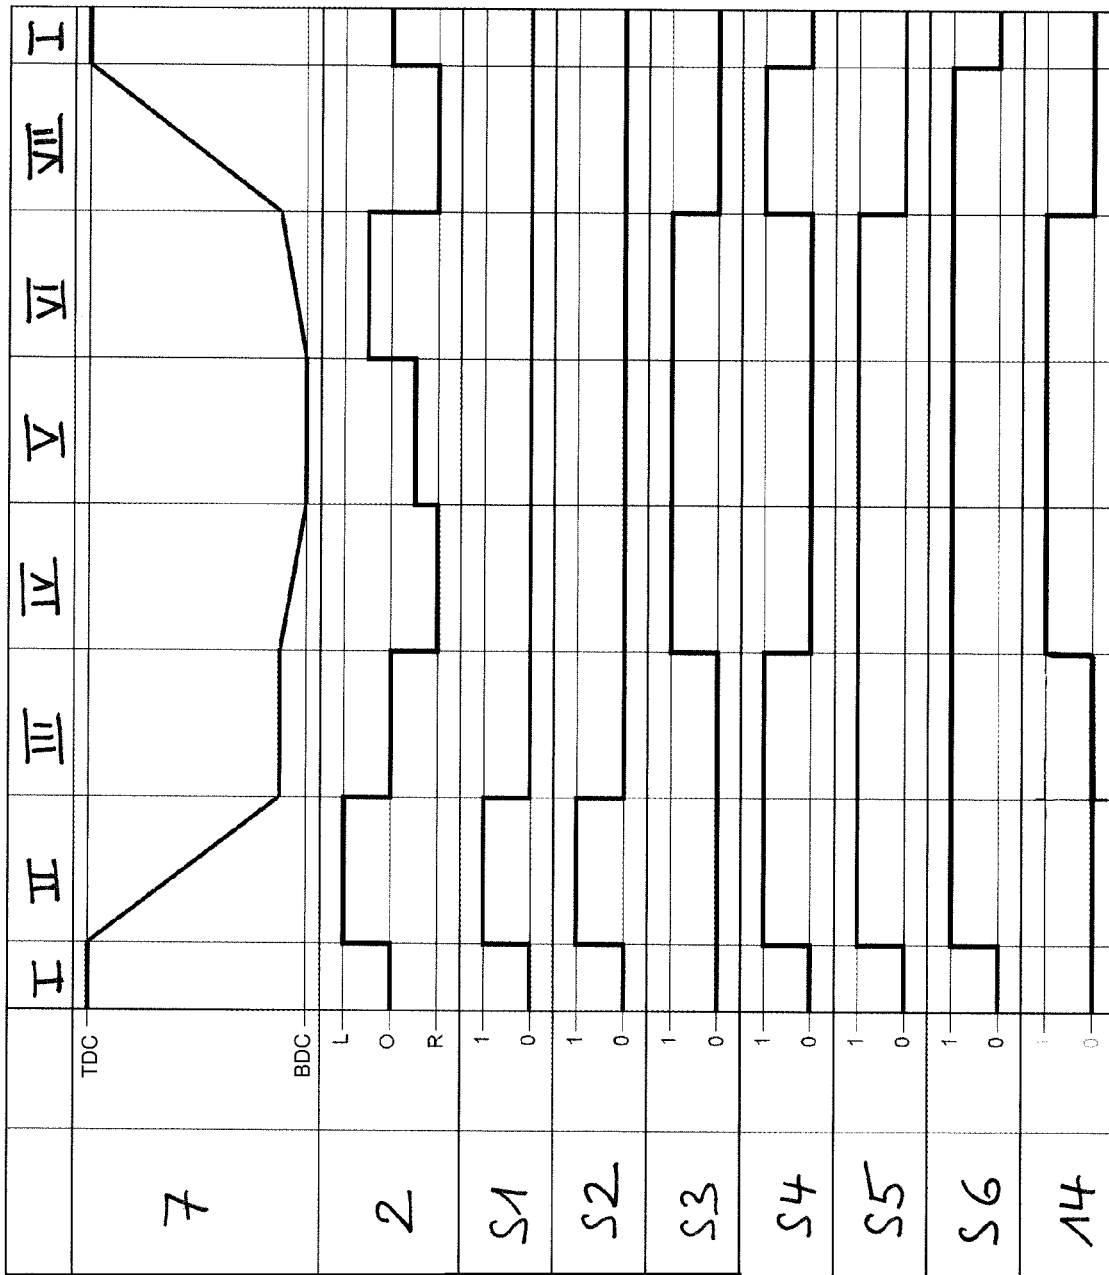 I II III IV V VI VII I
7 TDC BDC
2 L O R
S1 1 0
S2 1 0
S3 1 0
S4 1 0
S5 1 0
S6 1 0
14 1 0